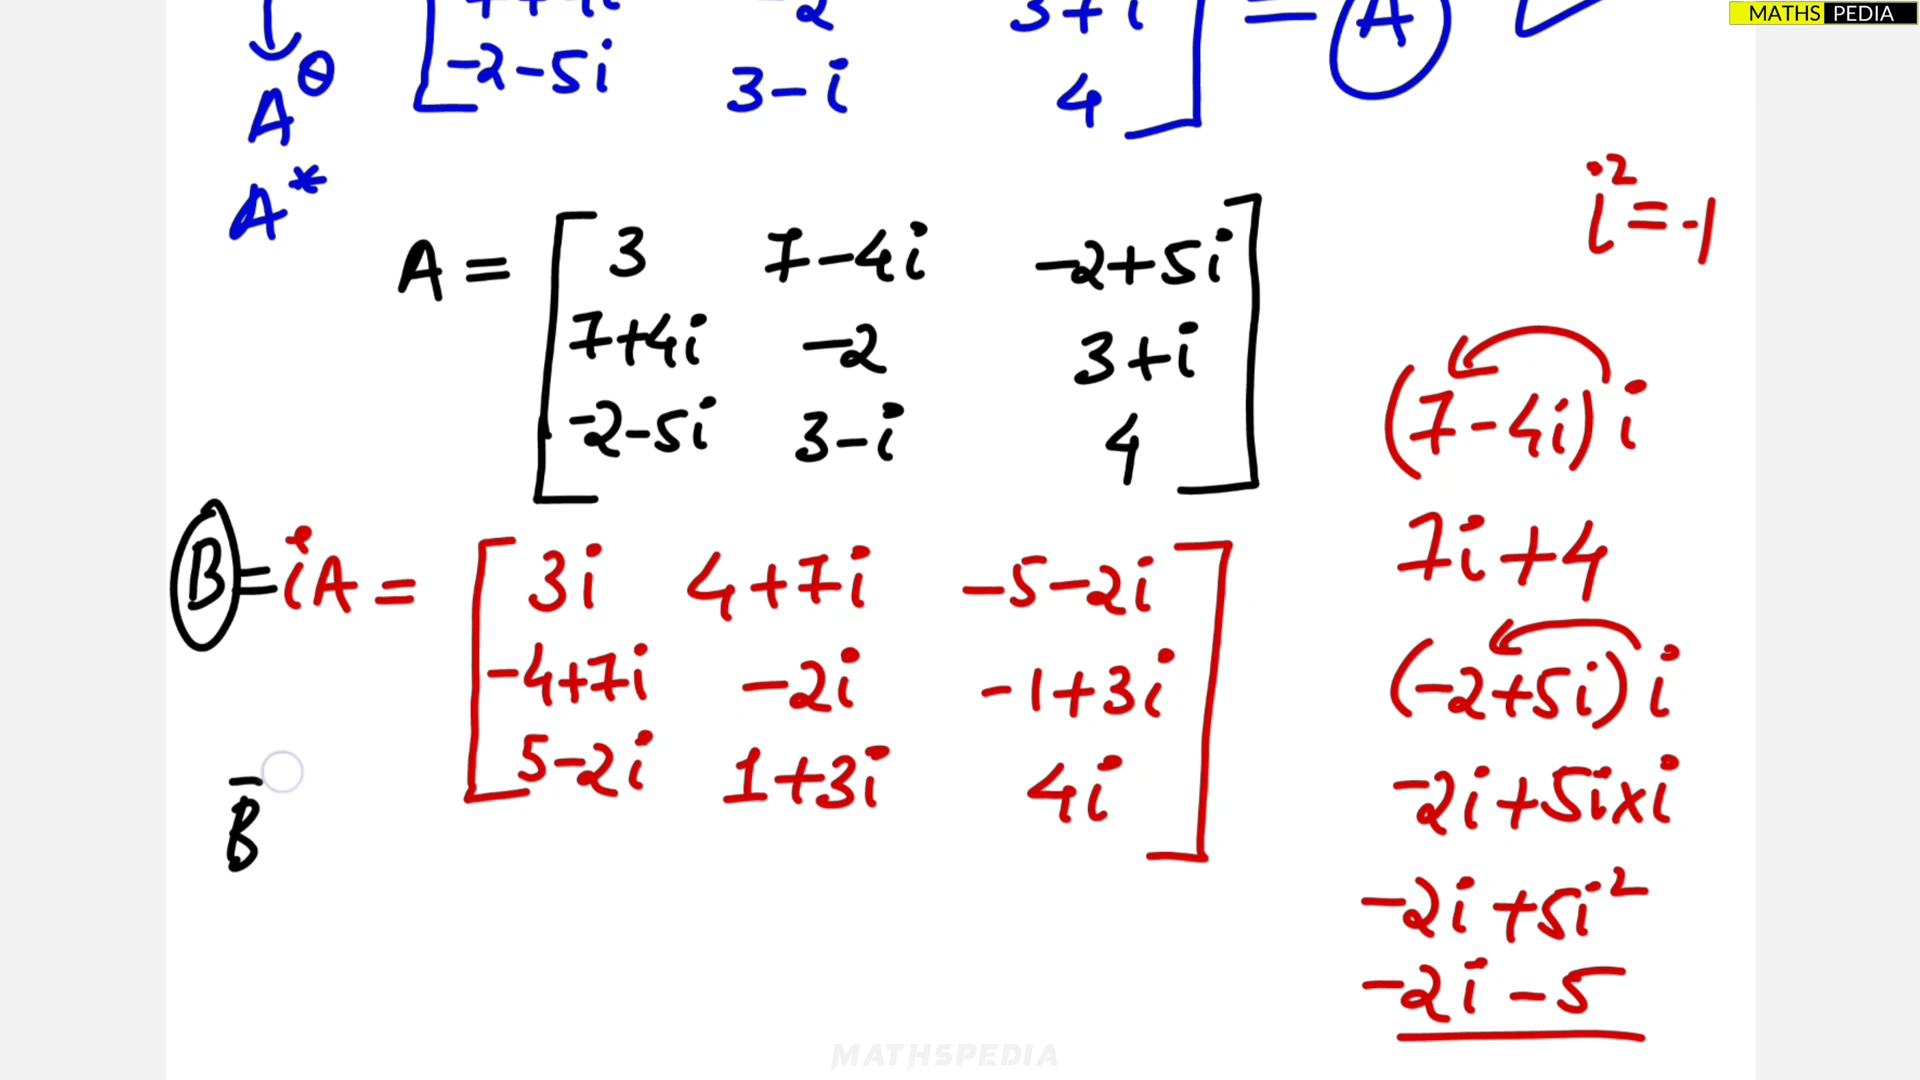 MATHS PEDIA
-2 3+i = A
-2-5i 3-i 4
A^θ
A^*
i^2 = -1
A = [ 3 7-4i -2+5i
7+4i -2 3+i
-2-5i 3-i 4 ]
B = iA = [ 3i 4+7i -5-2i
-4+7i -2i -1+3i
5-2i 1+3i 4i ]
B̄
(7-4i)i
7i+4
(-2+5i)i
-2i+5i×i
-2i+5i^2
-2i-5
MATHSPEDIA